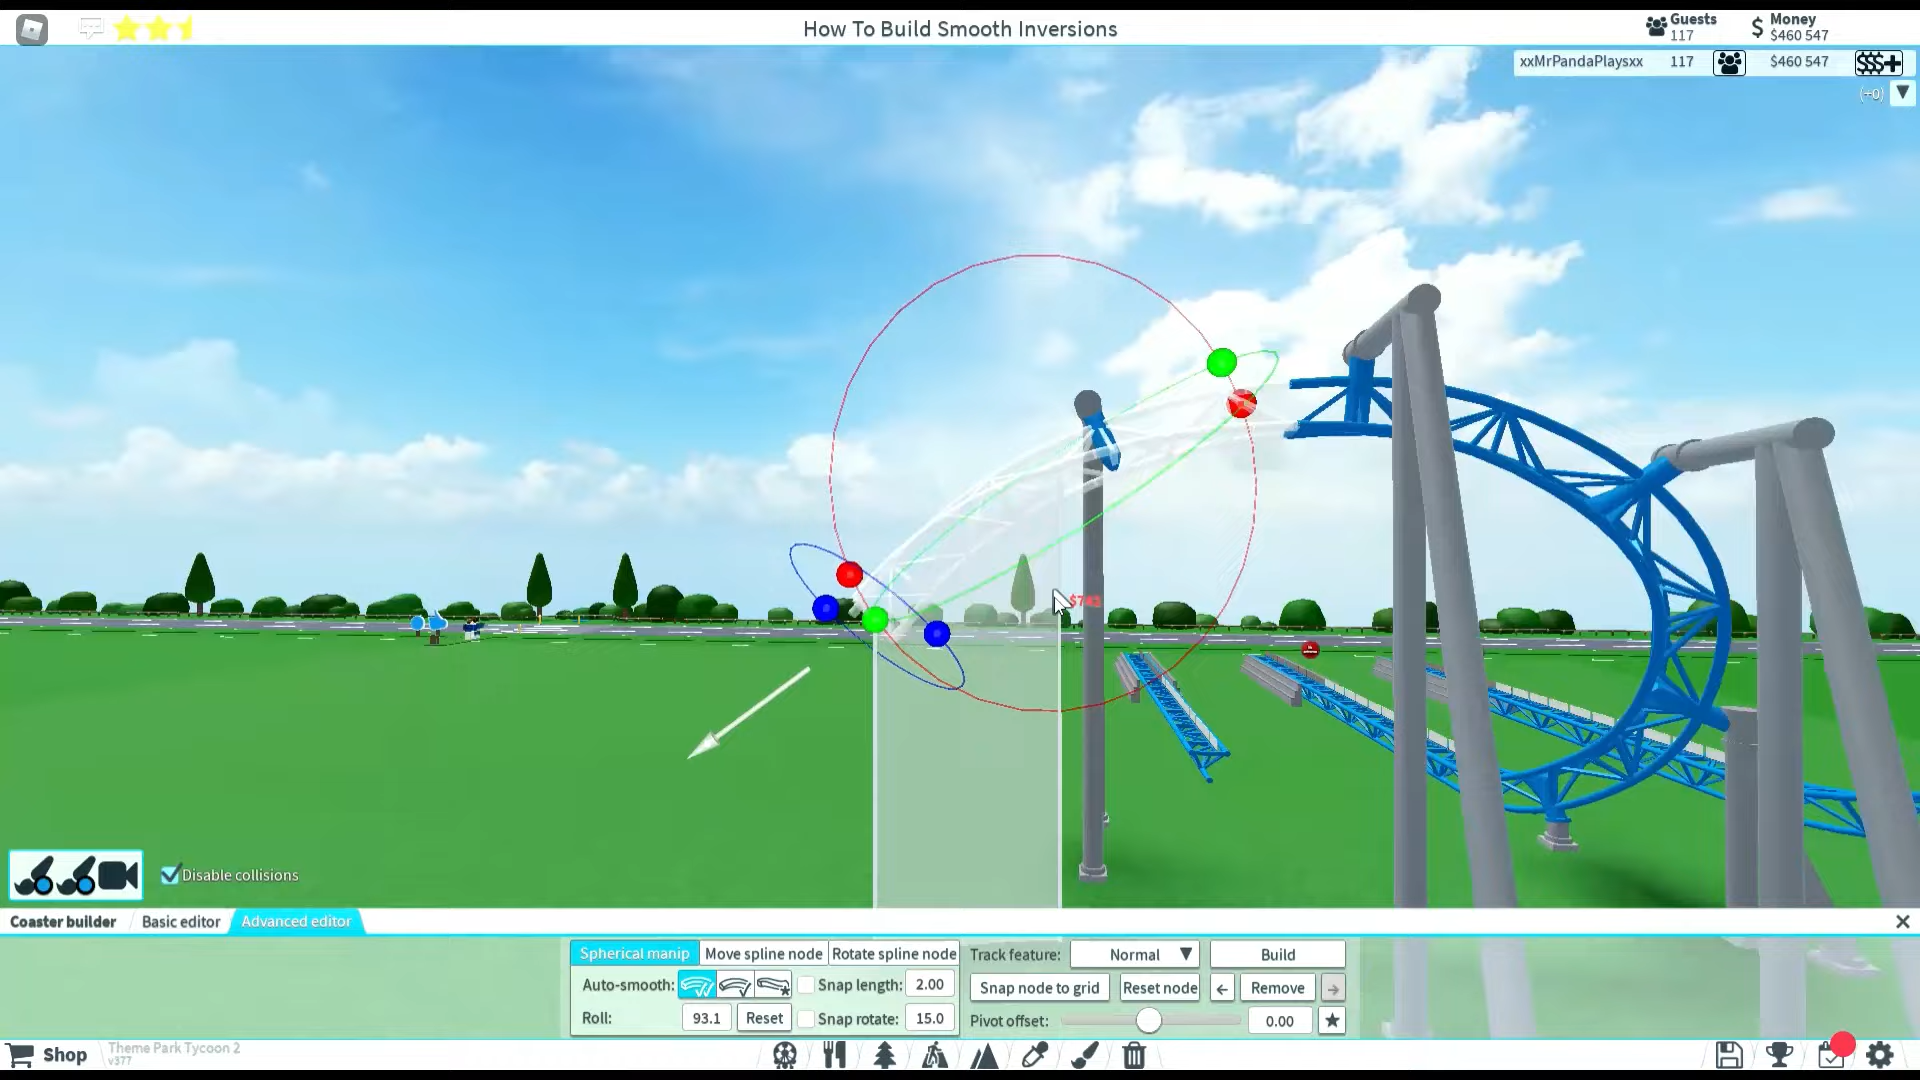 How To Build Smooth Inversions
Guests
117
$ Money
$460 547
xxMrPandaPlaysxx 117 $460 547
$$$+
(+0)
$743
Disable collisions
Coaster builder Basic editor Advanced editor
Spherical manip Move spline node Rotate spline node Track feature: Normal Build
Auto-smooth: Snap length: 2.00 Snap node to grid Reset node Remove
Roll: 93.1 Reset Snap rotate: 15.0 Pivot offset: 0.00
Shop
Theme Park Tycoon 2
v377